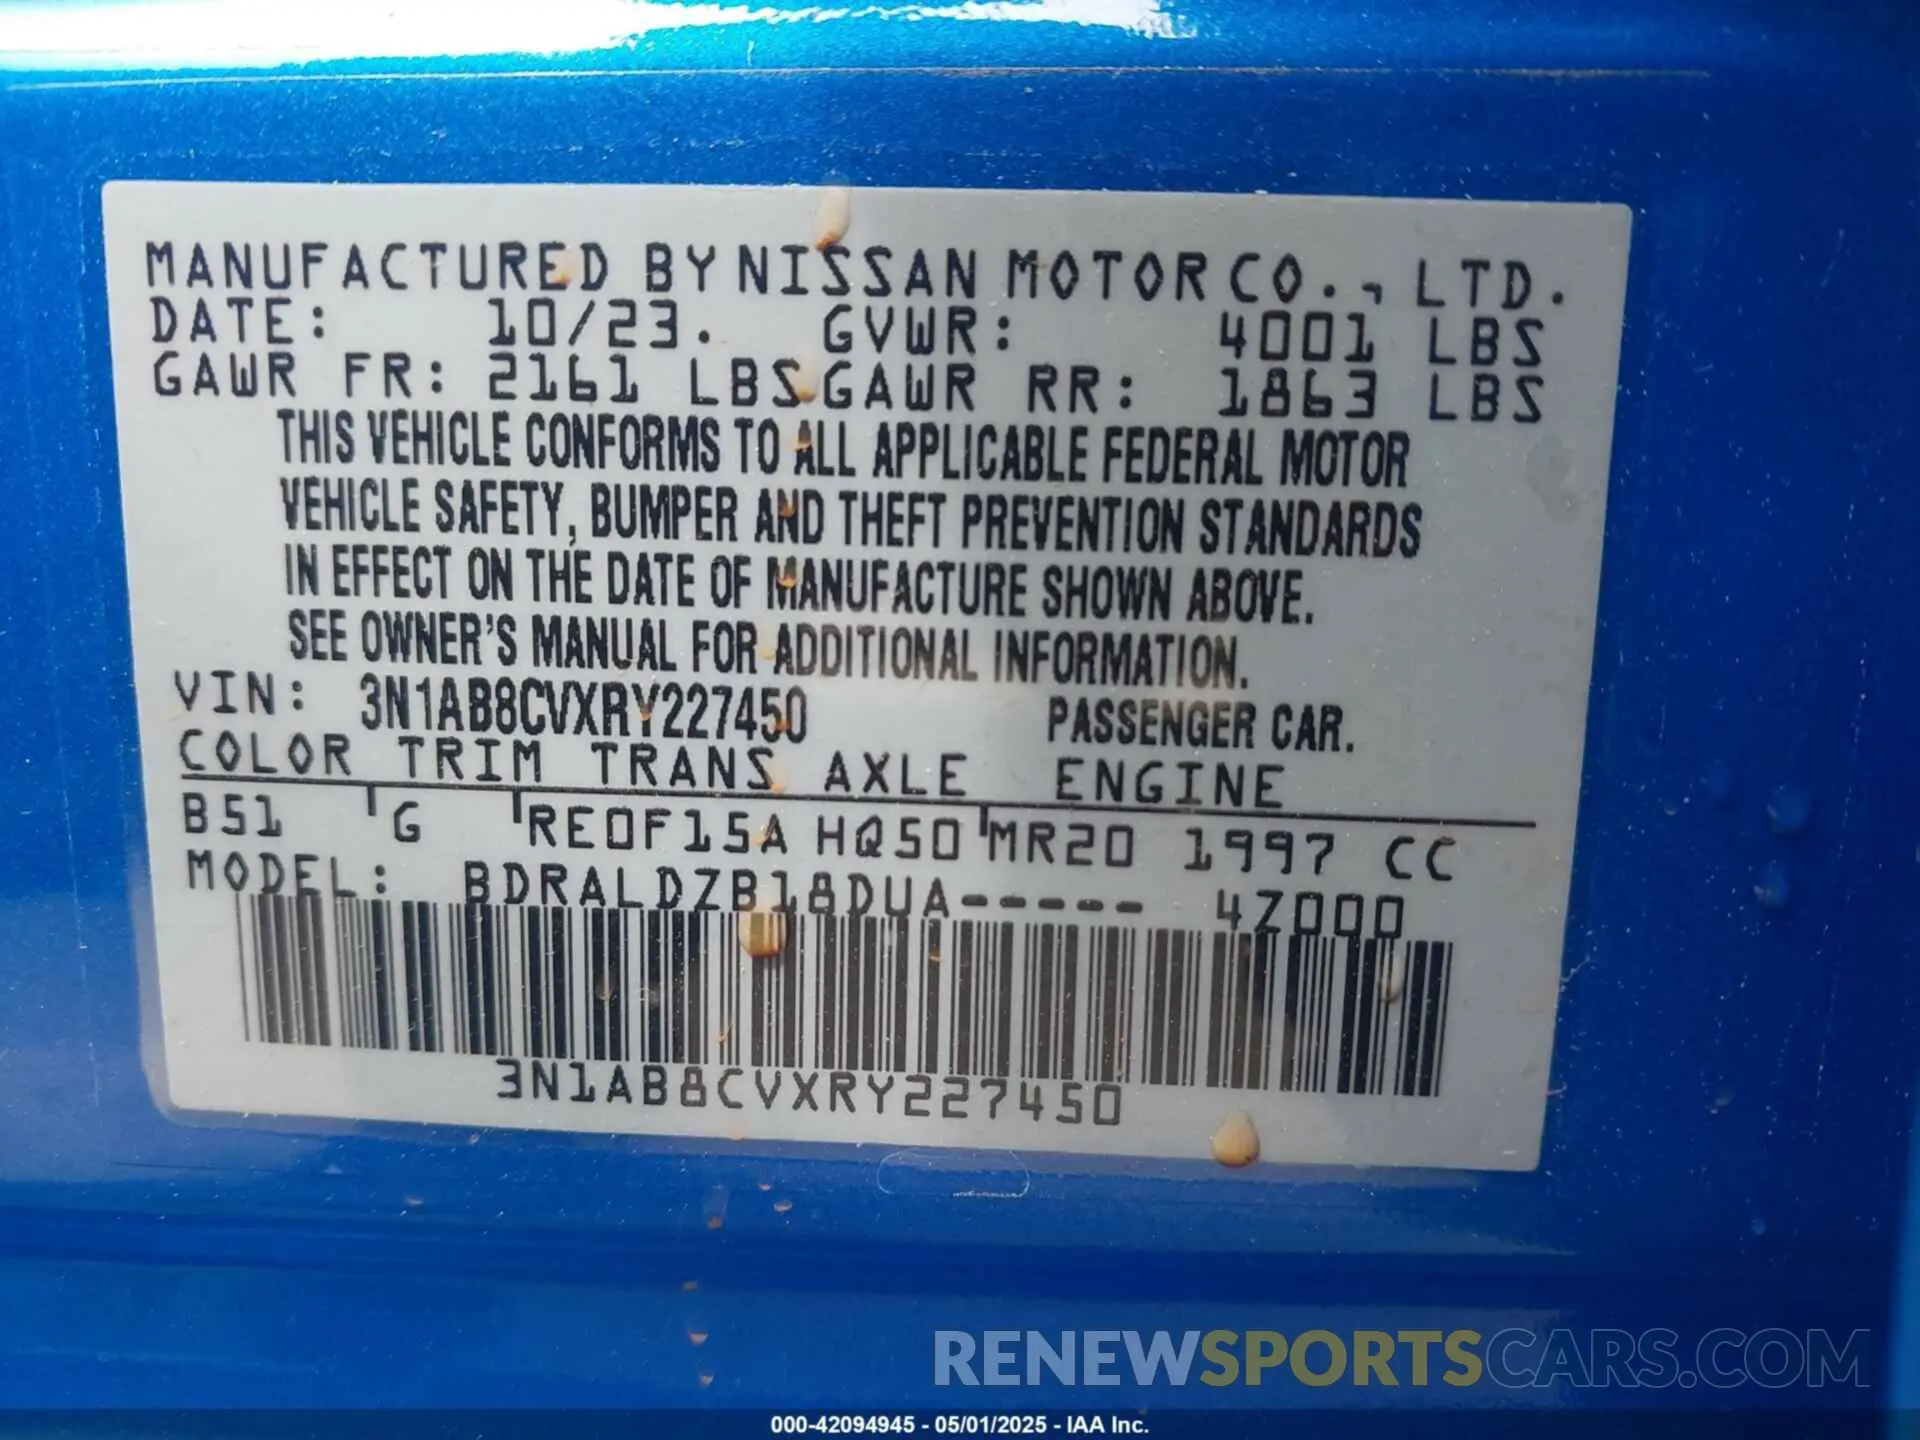 MANUFACTURED BY NISSAN MOTOR CO., LTD.
DATE: 10/23. GVWR: 4001 LBS
GAWR FR: 2161 LBS GAWR RR: 1863 LBS
THIS VEHICLE CONFORMS TO ALL APPLICABLE FEDERAL MOTOR
VEHICLE SAFETY, BUMPER AND THEFT PREVENTION STANDARDS
IN EFFECT ON THE DATE OF MANUFACTURE SHOWN ABOVE.
SEE OWNER'S MANUAL FOR ADDITIONAL INFORMATION.
VIN: 3N1AB8CVXRY227450 PASSENGER CAR.
COLOR TRIM TRANS AXLE ENGINE
B51 G RE0F15A HQ50 MR20 1997 CC
MODEL: BDRALDZB18DUA----- 4Z000
3N1AB8CVXRY227450
RENEWSPORTSCARS.COM
000-42094945 - 05/01/2025 - IAA Inc.